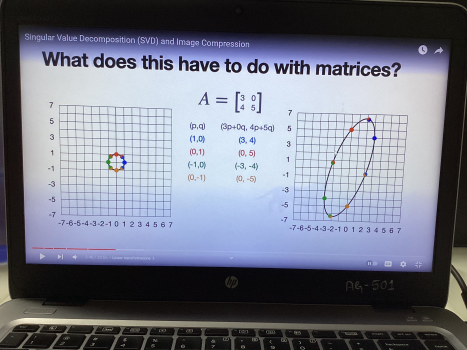 Singular Value Decomposition (SVD) and Image Compression
What does this have to do with matrices?
A = [3 0
4 5]
(p,q) (3p+0q, 4p+5q)
(1,0) (3, 4)
(0,1) (0, 5)
(-1,0) (-3, -4)
(0,-1) (0, -5)
7
5
3
1
-1
-3
-5
-7
-7-6-5-4-3-2-1 0 1 2 3 4 5 6 7
7
5
3
1
-1
-3
-5
-7
-7-6-5-4-3-2-1 0 1 2 3 4 5 6 7
hp
AG-501